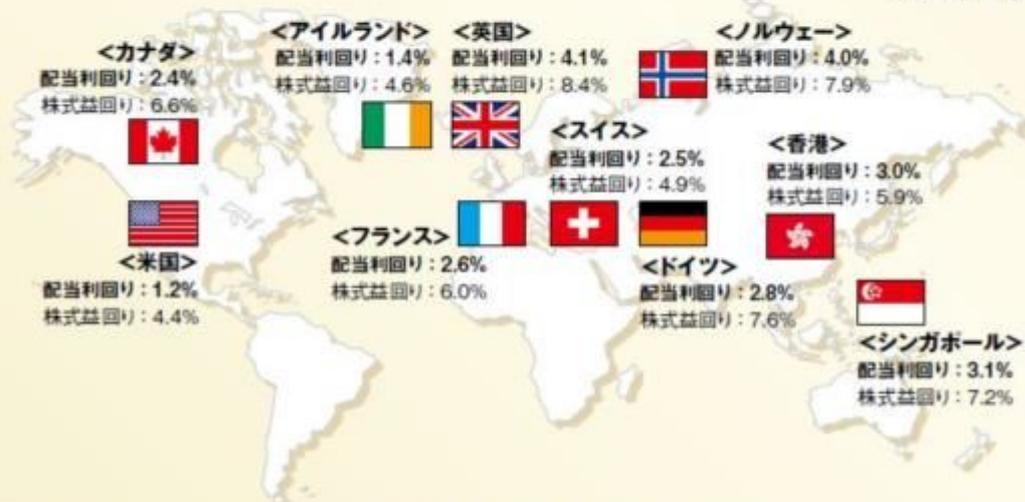 <カナダ>
配当利回り:2.4%
株式益回り:6.6%
<アイルランド>
配当利回り:1.4%
株式益回り:4.6%
<英国>
配当利回り:4.1%
株式益回り:8.4%
<ノルウェー>
配当利回り:4.0%
株式益回り:7.9%
<スイス>
配当利回り:2.5%
株式益回り:4.9%
<香港>
配当利回り:3.0%
株式益回り:5.9%
<米国>
配当利回り:1.2%
株式益回り:4.4%
<フランス>
配当利回り:2.6%
株式益回り:6.0%
<ドイツ>
配当利回り:2.8%
株式益回り:7.6%
<シンガポール>
配当利回り:3.1%
株式益回り:7.2%